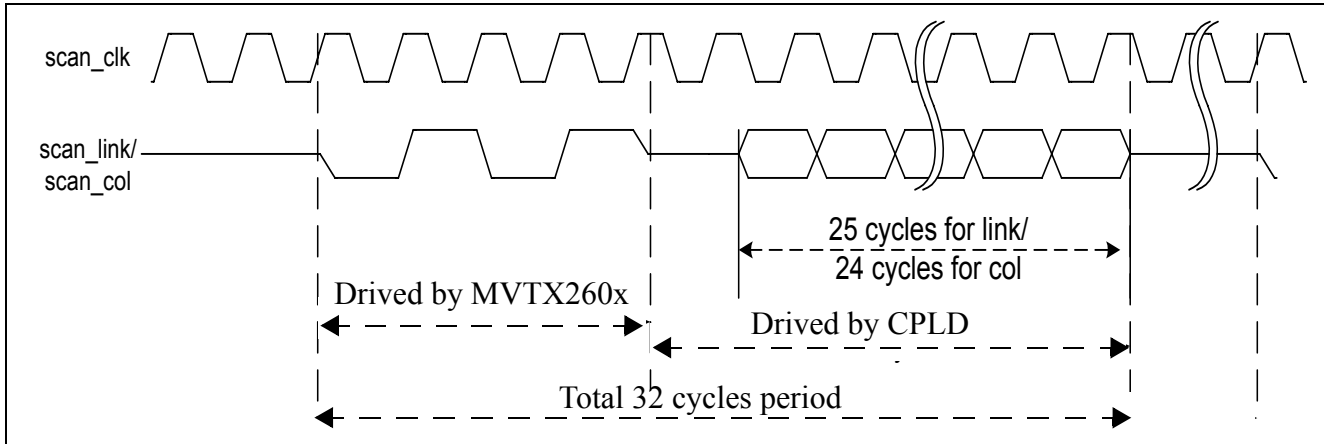 scan_clk
scan_link/
scan_col
25 cycles for link/
24 cycles for col
Drived by MVTX260x
Drived by CPLD
Total 32 cycles period